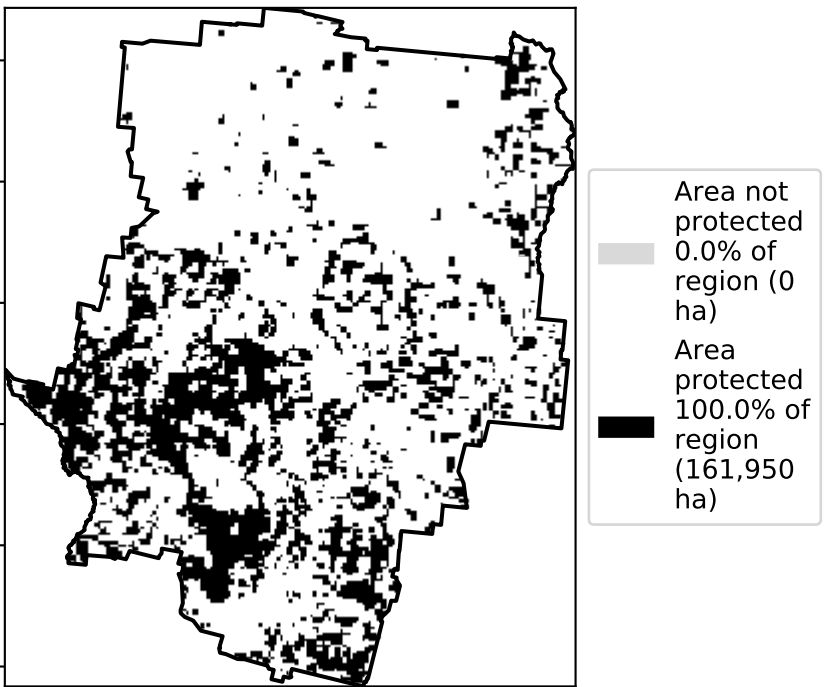 Area not
protected
0.0% of
region (0
ha)
Area
protected
100.0% of
region
(161,950
ha)